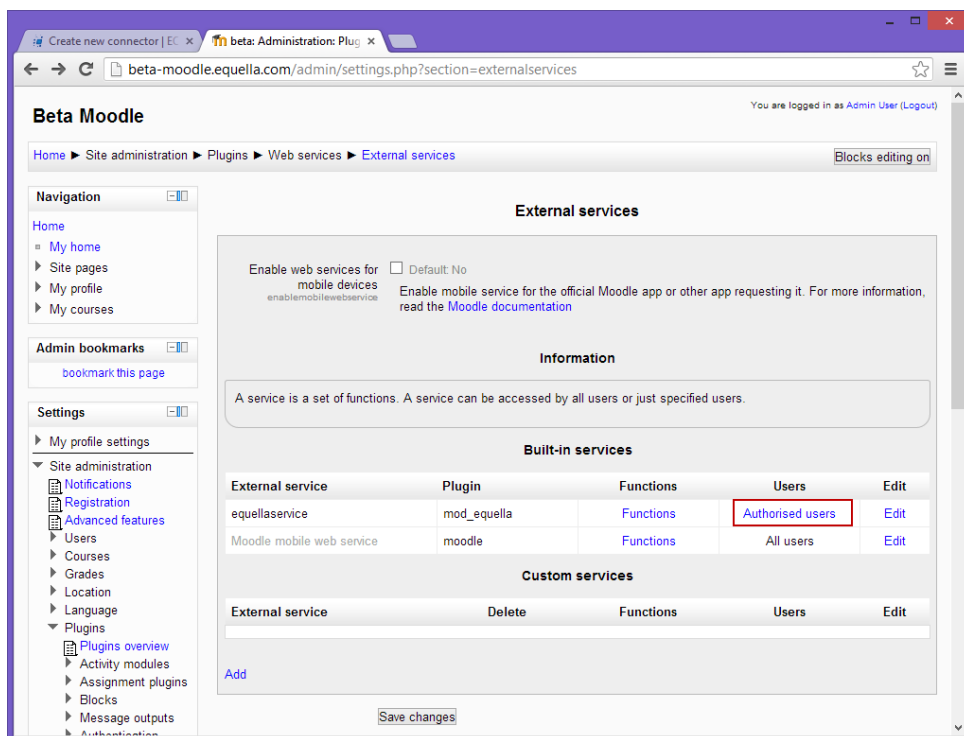 Create new connector | EC
beta: Administration: Plug
beta-moodle.equella.com/admin/settings.php?section=externalservices
Beta Moodle
You are logged in as Admin User (Logout)
Home ► Site administration ► Plugins ► Web services ► External services
Blocks editing on
Navigation
Home
My home
Site pages
My profile
My courses
Admin bookmarks
bookmark this page
Settings
My profile settings
Site administration
Notifications
Registration
Advanced features
Users
Courses
Grades
Location
Language
Plugins
Plugins overview
Activity modules
Assignment plugins
Blocks
Message outputs
Authentication
External services
Enable web services for
mobile devices
enablemobilewebservice
Default: No
Enable mobile service for the official Moodle app or other app requesting it. For more information,
read the Moodle documentation
Information
A service is a set of functions. A service can be accessed by all users or just specified users.
Built-in services
External service Plugin Functions Users Edit
equellaservice mod_equella Functions Authorised users Edit
Moodle mobile web service moodle Functions All users Edit
Custom services
External service Delete Functions Users Edit
Add
Save changes